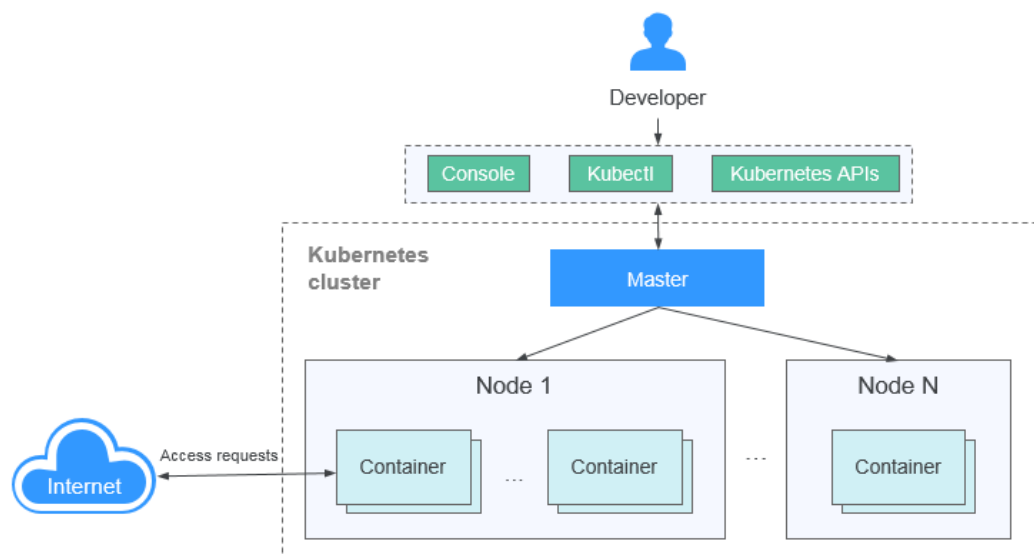 Developer
Console
Kubectl
Kubernetes APIs
Kubernetes
cluster
Master
Node 1
Node N
Access requests
Internet
Container
...
Container
...
Container